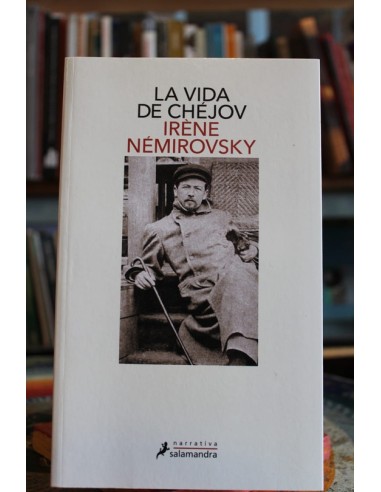 LA VIDA
DE CHÉJOV
IRÈNE
NÉMIROVSKY
narrativa
salamandra